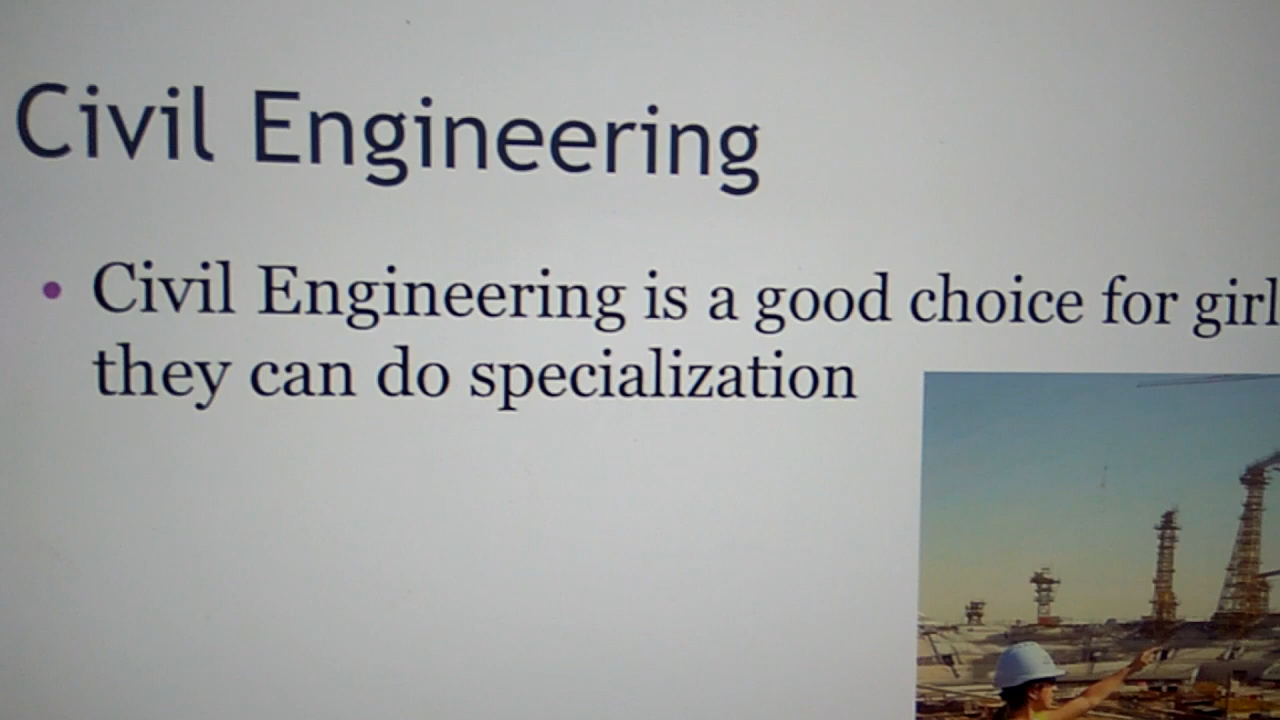 Civil Engineering
• Civil Engineering is a good choice for girl
they can do specialization